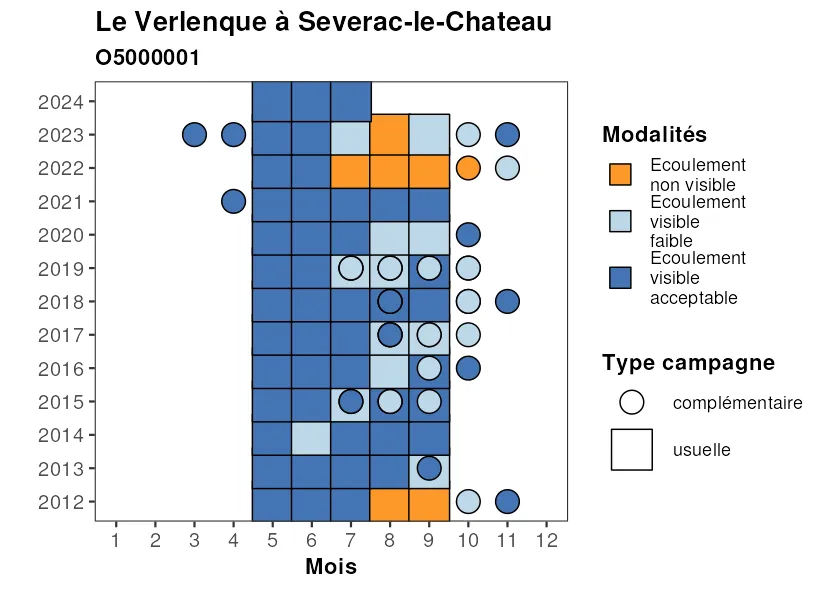 Le Verlenque à Severac-le-Chateau
O5000001
2024
2023
2022
2021
2020
2019
2018
2017
2016
2015
2014
2013
2012
1 2 3 4 5 6 7 8 9 10 11 12
Mois
Modalités
Ecoulement
non visible
Ecoulement
visible
faible
Ecoulement
visible
acceptable
Type campagne
complémentaire
usuelle